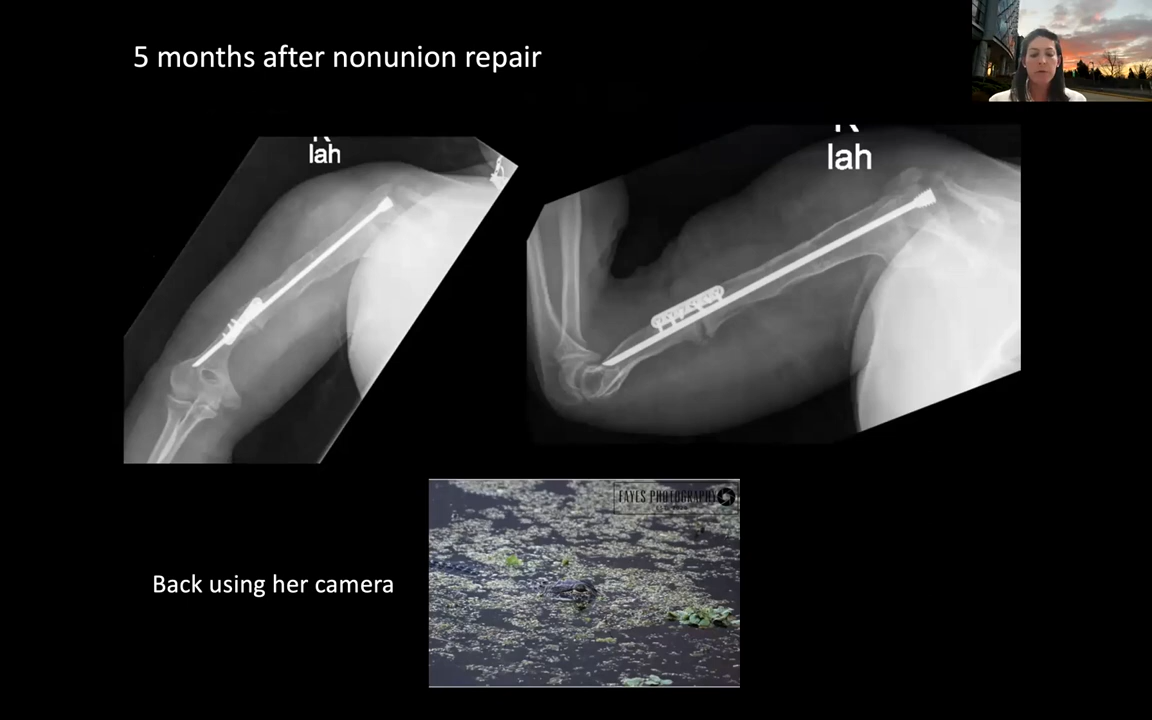 5 months after nonunion repair
lah
lah
Back using her camera
FAYES PHOTOGRAPHY